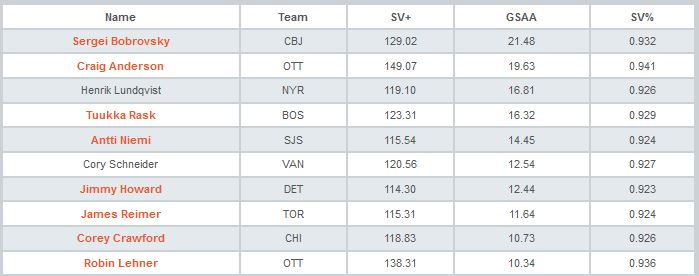 Name Team SV+ GSAA SV%
Sergei Bobrovsky CBJ 129.02 21.48 0.932
Craig Anderson OTT 149.07 19.63 0.941
Henrik Lundqvist NYR 119.10 16.81 0.926
Tuukka Rask BOS 123.31 16.32 0.929
Antti Niemi SJS 115.54 14.45 0.924
Cory Schneider VAN 120.56 12.54 0.927
Jimmy Howard DET 114.30 12.44 0.923
James Reimer TOR 115.31 11.64 0.924
Corey Crawford CHI 118.83 10.73 0.926
Robin Lehner OTT 138.31 10.34 0.936